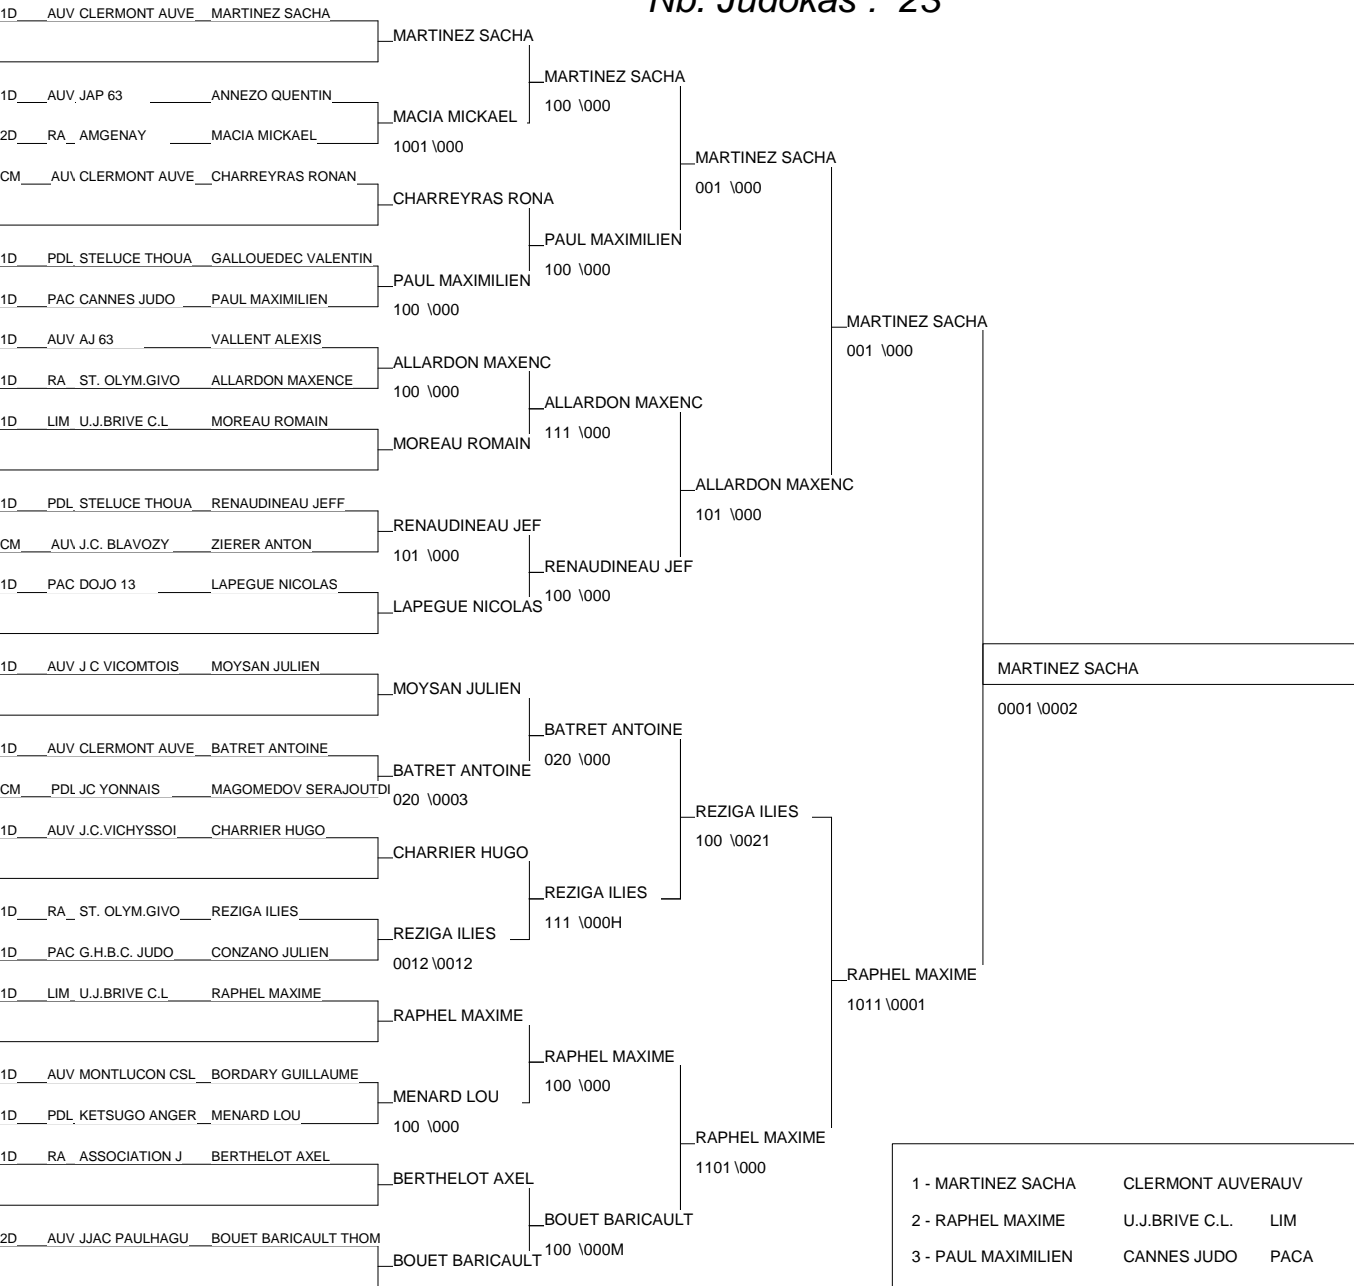 Nb. Judokas : 23
1D AUV CLERMONT AUVE MARTINEZ SACHA
MARTINEZ SACHA
MARTINEZ SACHA
100 \000
1D AUV JAP 63 ANNEZO QUENTIN
MACIA MICKAEL
1001 \000
2D RA AMGENAY MACIA MICKAEL
MARTINEZ SACHA
001 \000
CM AUV CLERMONT AUVE CHARREYRAS RONAN
CHARREYRAS RONA
PAUL MAXIMILIEN
100 \000
1D PDL STELUCE THOUA GALLOUEDEC VALENTIN
PAUL MAXIMILIEN
100 \000
1D PAC CANNES JUDO PAUL MAXIMILIEN
MARTINEZ SACHA
001 \000
1D AUV AJ 63 VALLENT ALEXIS
ALLARDON MAXENC
100 \000
1D RA ST. OLYM.GIVO ALLARDON MAXENCE
ALLARDON MAXENC
111 \000
1D LIM U.J.BRIVE C.L MOREAU ROMAIN
MOREAU ROMAIN
ALLARDON MAXENC
101 \000
1D PDL STELUCE THOUA RENAUDINEAU JEFF
RENAUDINEAU JEF
101 \000
CM AUV J.C. BLAVOZY ZIERER ANTON
RENAUDINEAU JEF
100 \000
1D PAC DOJO 13 LAPEGUE NICOLAS
LAPEGUE NICOLAS
MARTINEZ SACHA
0001 \0002
1D AUV J C VICOMTOIS MOYSAN JULIEN
MOYSAN JULIEN
BATRET ANTOINE
020 \000
1D AUV CLERMONT AUVE BATRET ANTOINE
BATRET ANTOINE
020 \0003
CM PDL JC YONNAIS MAGOMEDOV SERAJOUTDI
REZIGA ILIES
100 \0021
1D AUV J.C.VICHYSSOI CHARRIER HUGO
CHARRIER HUGO
REZIGA ILIES
111 \000H
1D RA ST. OLYM.GIVO REZIGA ILIES
REZIGA ILIES
0012 \0012
1D PAC G.H.B.C. JUDO CONZANO JULIEN
RAPHEL MAXIME
1011 \0001
1D LIM U.J.BRIVE C.L RAPHEL MAXIME
RAPHEL MAXIME
RAPHEL MAXIME
100 \000
1D AUV MONTLUCON CSL BORDARY GUILLAUME
MENARD LOU
100 \000
1D PDL KETSUGO ANGER MENARD LOU
RAPHEL MAXIME
1101 \000
1D RA ASSOCIATION J BERTHELOT AXEL
BERTHELOT AXEL
BOUET BARICAULT
100 \000M
2D AUV JJAC PAULHAGU BOUET BARICAULT THOM
BOUET BARICAULT
1 - MARTINEZ SACHA CLERMONT AUVERAUV
2 - RAPHEL MAXIME U.J.BRIVE C.L. LIM
3 - PAUL MAXIMILIEN CANNES JUDO PACA